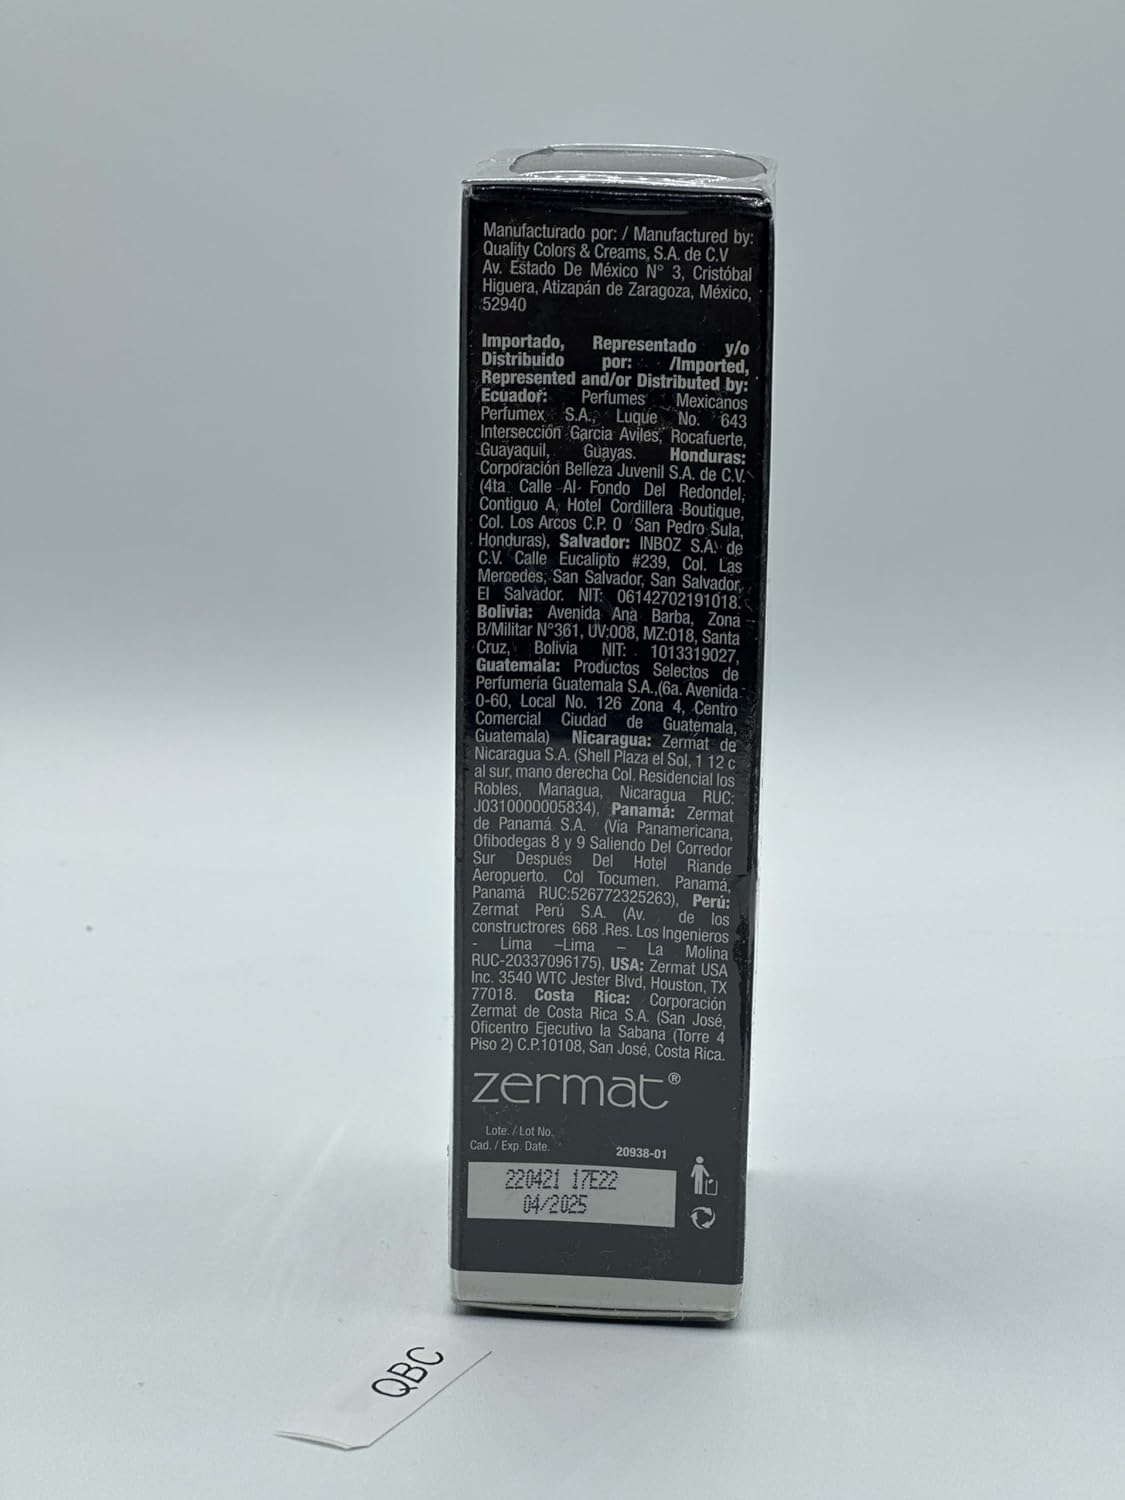 Manufacturado por: / Manufactured by:
Quality Colors & Creams, S.A. de C.V
Av. Estado De México N° 3, Cristóbal
Higuera, Atizapán de Zaragoza, México,
52940
Importado, Representado y/o
Distribuido por: /Imported,
Represented and/or Distributed by:
Ecuador: Perfumes Mexicanos
Perfumex S.A., Luque No. 643
Intersección Garcia Aviles, Rocafuerte,
Guayaquil, Guayas. Honduras:
Corporación Belleza Juvenil S.A. de C.V.
(4ta Calle Al Fondo Del Redondel,
Contiguo A, Hotel Cordillera Boutique,
Col. Los Arcos C.P. 0 San Pedro Sula,
Honduras), Salvador: INBOZ S.A. de
C.V. Calle Eucalipto #239, Col. Las
Mercedes, San Salvador, San Salvador,
El Salvador. NIT: 06142702191018.
Bolivia: Avenida Ana Barba, Zona
B/Militar N°361, UV:008, MZ:018, Santa
Cruz, Bolivia NIT: 1013319027,
Guatemala: Productos Selectos de
Perfumería Guatemala S.A.,(6a. Avenida
0-60, Local No. 126 Zona 4, Centro
Comercial Ciudad de Guatemala,
Guatemala) Nicaragua: Zermat de
Nicaragua S.A. (Shell Plaza el Sol, 1 12 c
al sur, mano derecha Col. Residencial los
Robles, Managua, Nicaragua RUC:
J0310000005834), Panamá: Zermat
de Panamá S.A. (Vía Panamericana,
Ofibodegas 8 y 9 Saliendo Del Corredor
Sur Después Del Hotel Riande
Aeropuerto. Col Tocumen. Panamá,
Panamá RUC:526772325263), Perú:
Zermat Perú S.A. (Av. de los
constructrores 668 .Res. Los Ingenieros
- Lima –Lima – La Molina
RUC-20337096175), USA: Zermat USA
Inc. 3540 WTC Jester Blvd, Houston, TX
77018. Costa Rica: Corporación
Zermat de Costa Rica S.A. (San José,
Oficentro Ejecutivo la Sabana (Torre 4
Piso 2) C.P.10108, San José, Costa Rica.
zermat®
Lote. / Lot No.
Cad. / Exp. Date.
20938-01
220421 17E22
04/2025
QBC